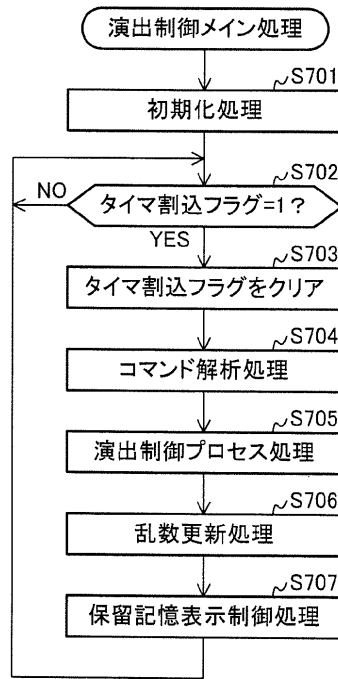 演出制御メイン処理
S701
初期化処理
S702
NO
タイマ割込フラグ=1?
YES
S703
タイマ割込フラグをクリア
S704
コマンド解析処理
S705
演出制御プロセス処理
S706
乱数更新処理
S707
保留記憶表示制御処理